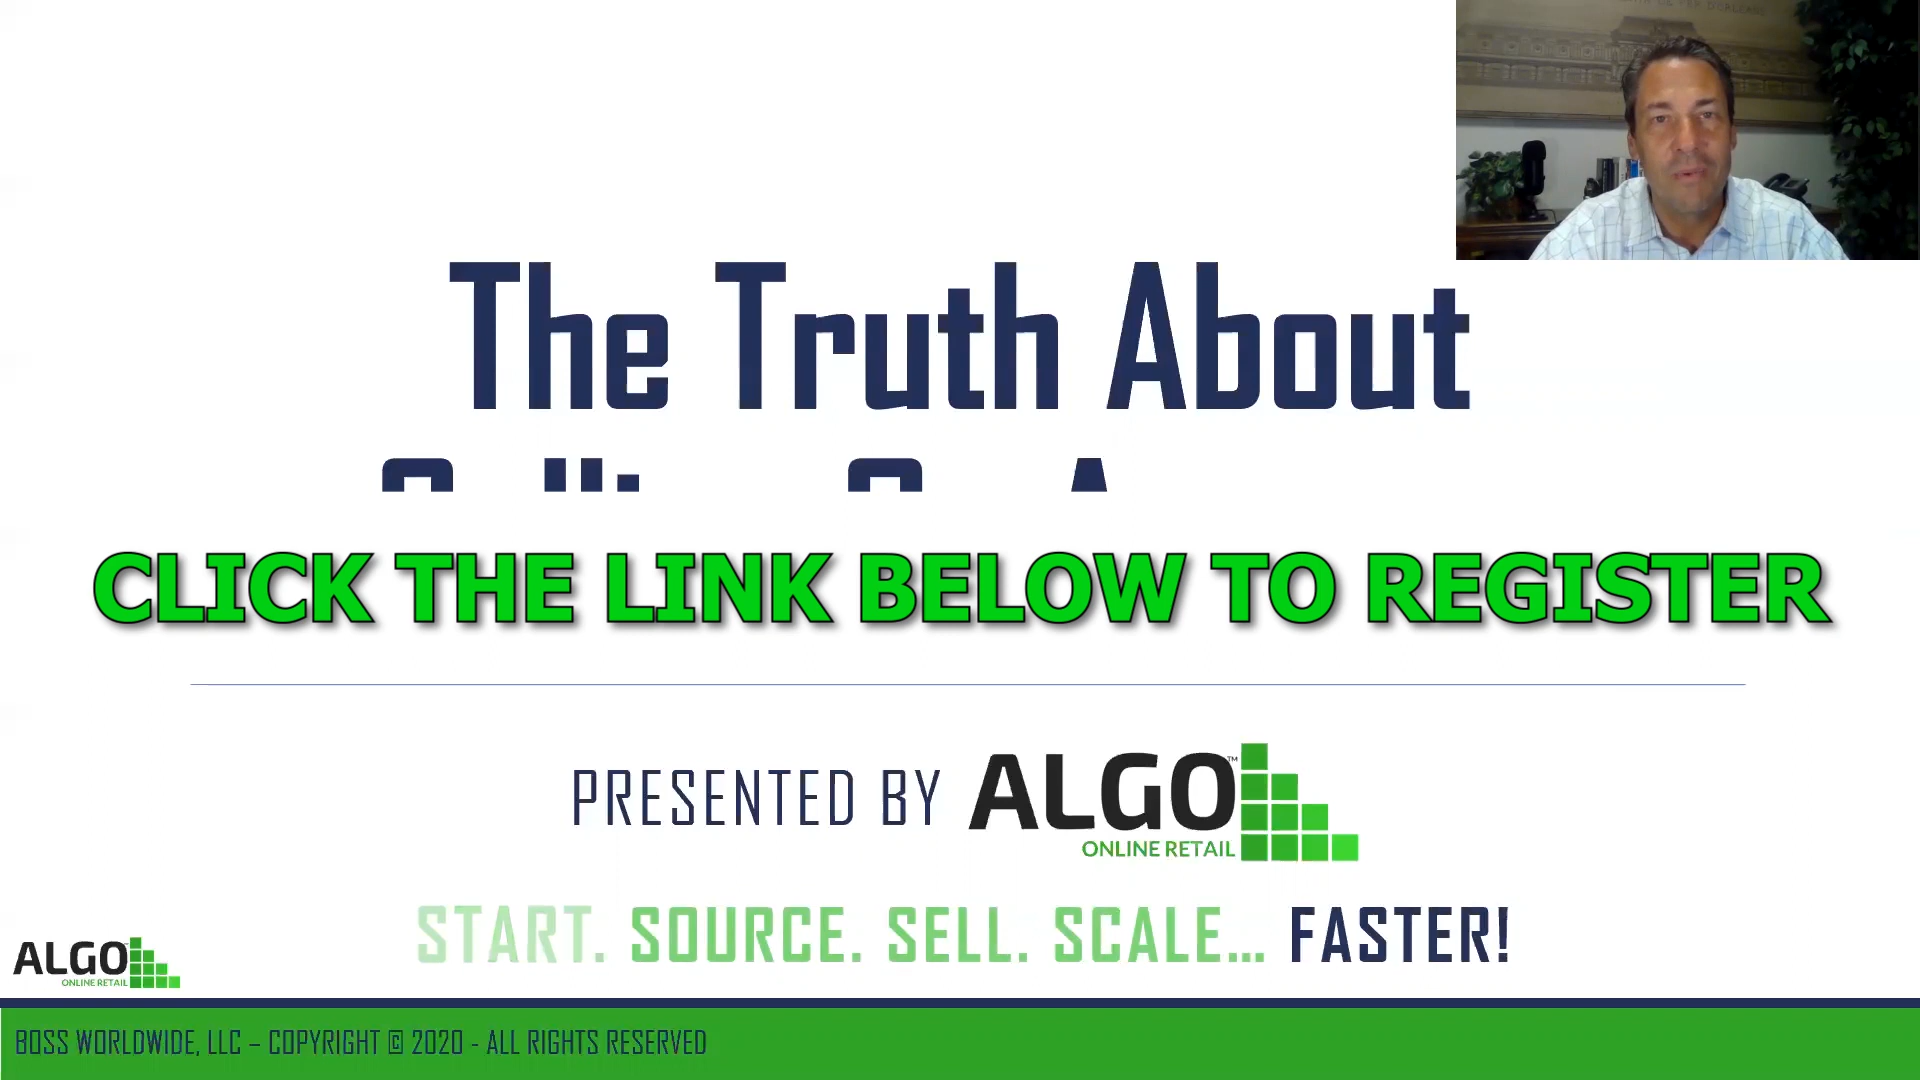 The Truth About
CLICK THE LINK BELOW TO REGISTER
PRESENTED BY ALGO™
ONLINE RETAIL
START. SOURCE. SELL. SCALE... FASTER!
ALGO
ONLINE RETAIL
BOSS WORLDWIDE, LLC – COPYRIGHT © 2020 - ALL RIGHTS RESERVED